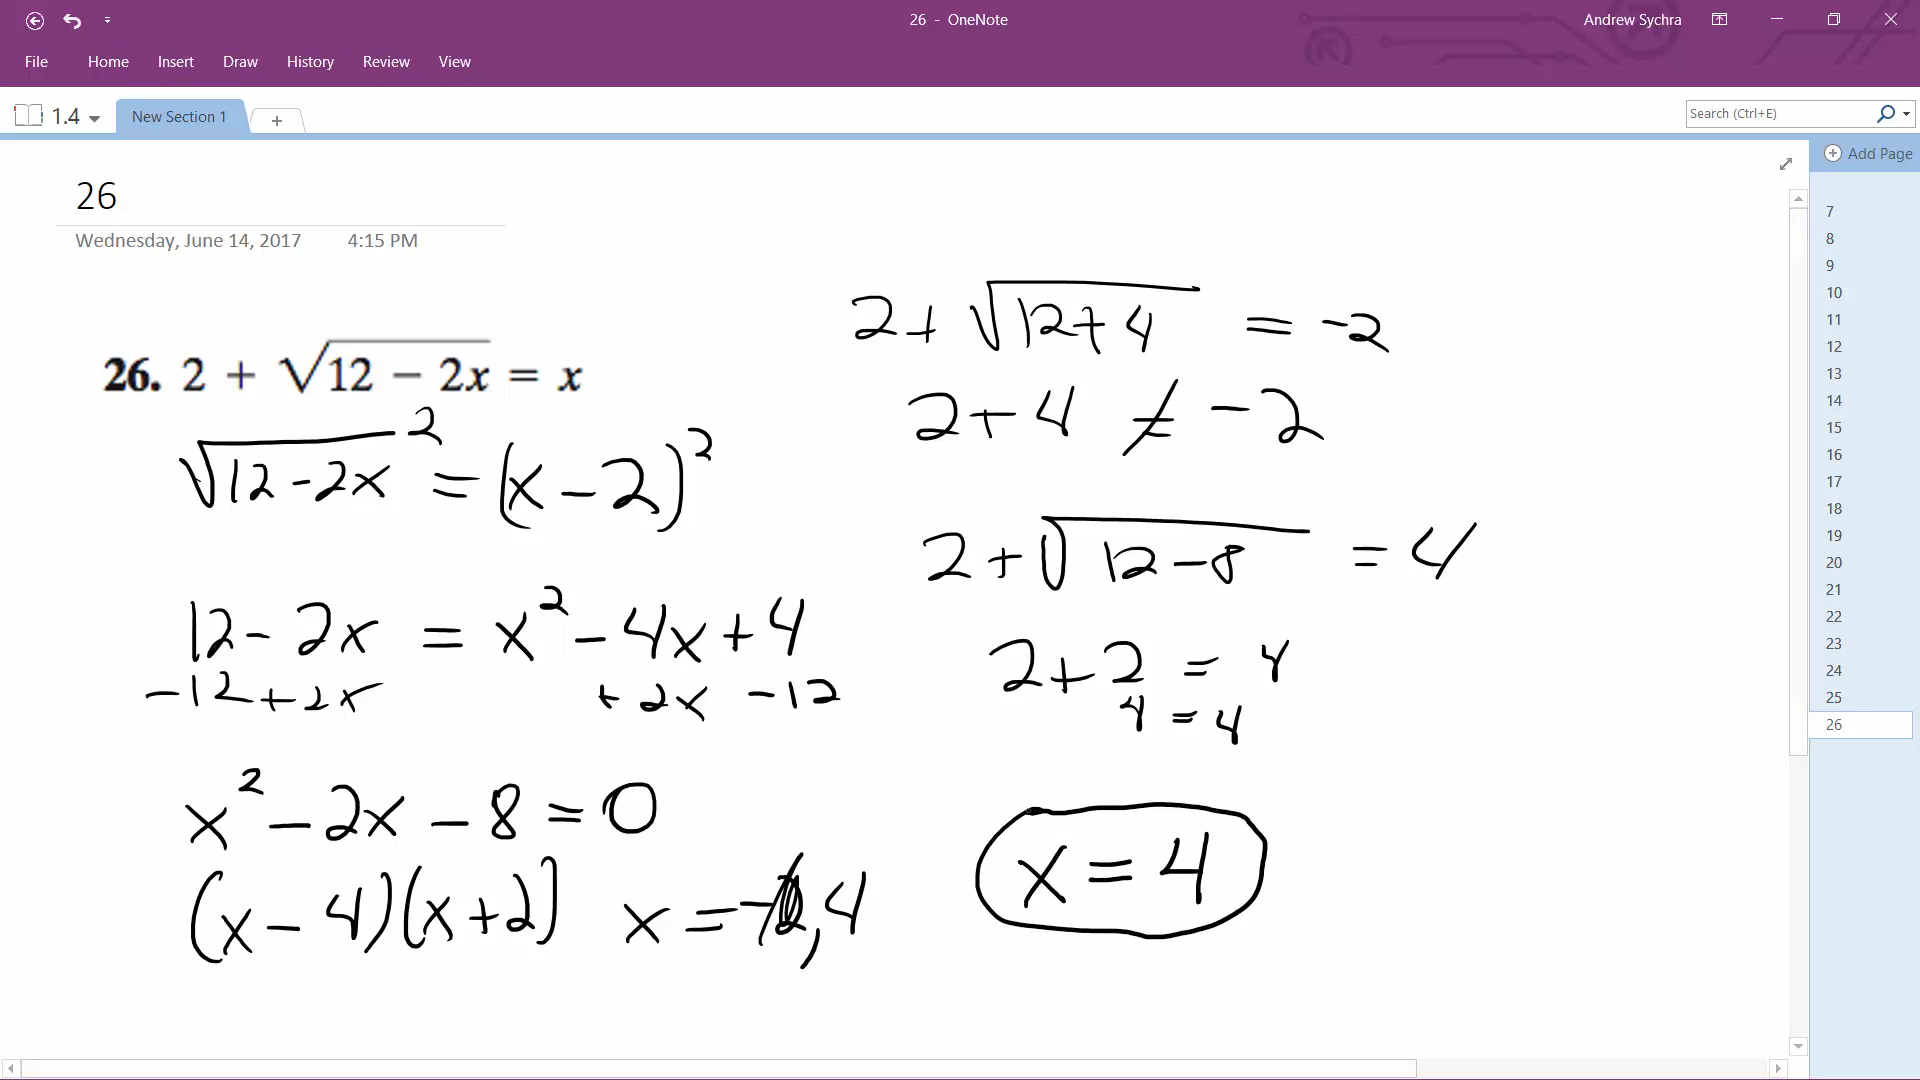 26 - OneNote
Andrew Sychra
File Home Insert Draw History Review View
1.4
New Section 1
+
Search (Ctrl+E)
Add Page
26
Wednesday, June 14, 2017 4:15 PM
26. 2 + √(12 − 2x) = x
√(12-2x)² = (x-2)²
12-2x = x²-4x+4
-12+2x +2x -12
x²-2x-8=0
(x-4)(x+2) x=-2,4
2+√(12+4) = -2
2+4 ≠ -2
2+√(12-8) = 4
2+2 = 4
4 = 4
x=4
7
8
9
10
11
12
13
14
15
16
17
18
19
20
21
22
23
24
25
26